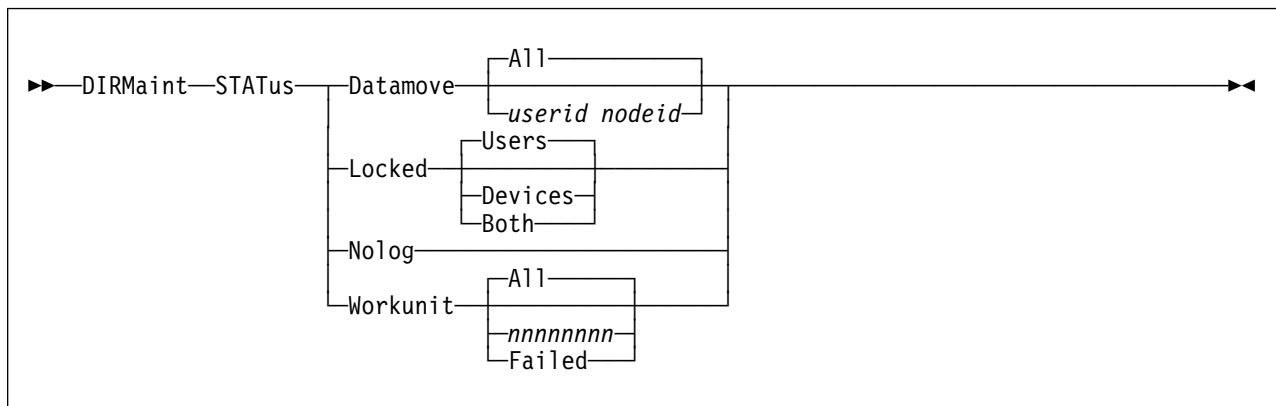 All
DIRMaint STATus Datamove
userid nodeid
Users
Locked
Devices
Both
Nolog
All
Workunit
nnnnnnnn
Failed